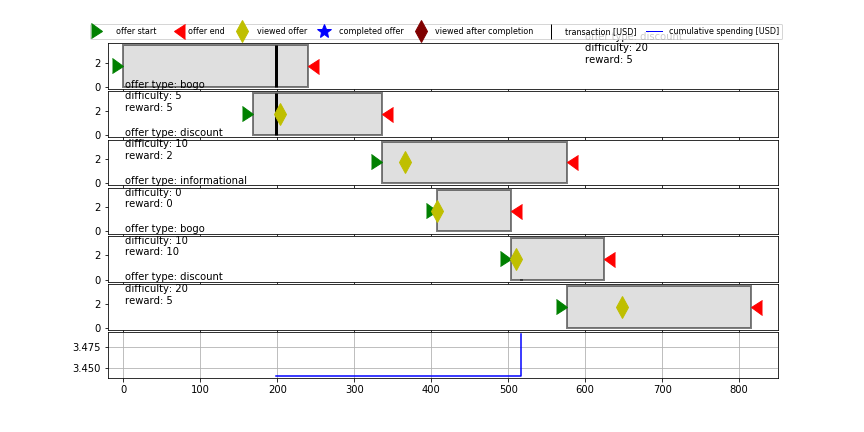 offer start offer end viewed offer completed offer viewed after completion transaction [USD] cumulative spending [USD]
offer type: discount
difficulty: 20
reward: 5
2
0
offer type: bogo
difficulty: 5
reward: 5
2
0
offer type: discount
difficulty: 10
reward: 2
2
0
offer type: informational
difficulty: 0
reward: 0
2
0
offer type: bogo
difficulty: 10
reward: 10
2
0
offer type: discount
difficulty: 20
reward: 5
2
0
3.475
3.450
0 100 200 300 400 500 600 700 800